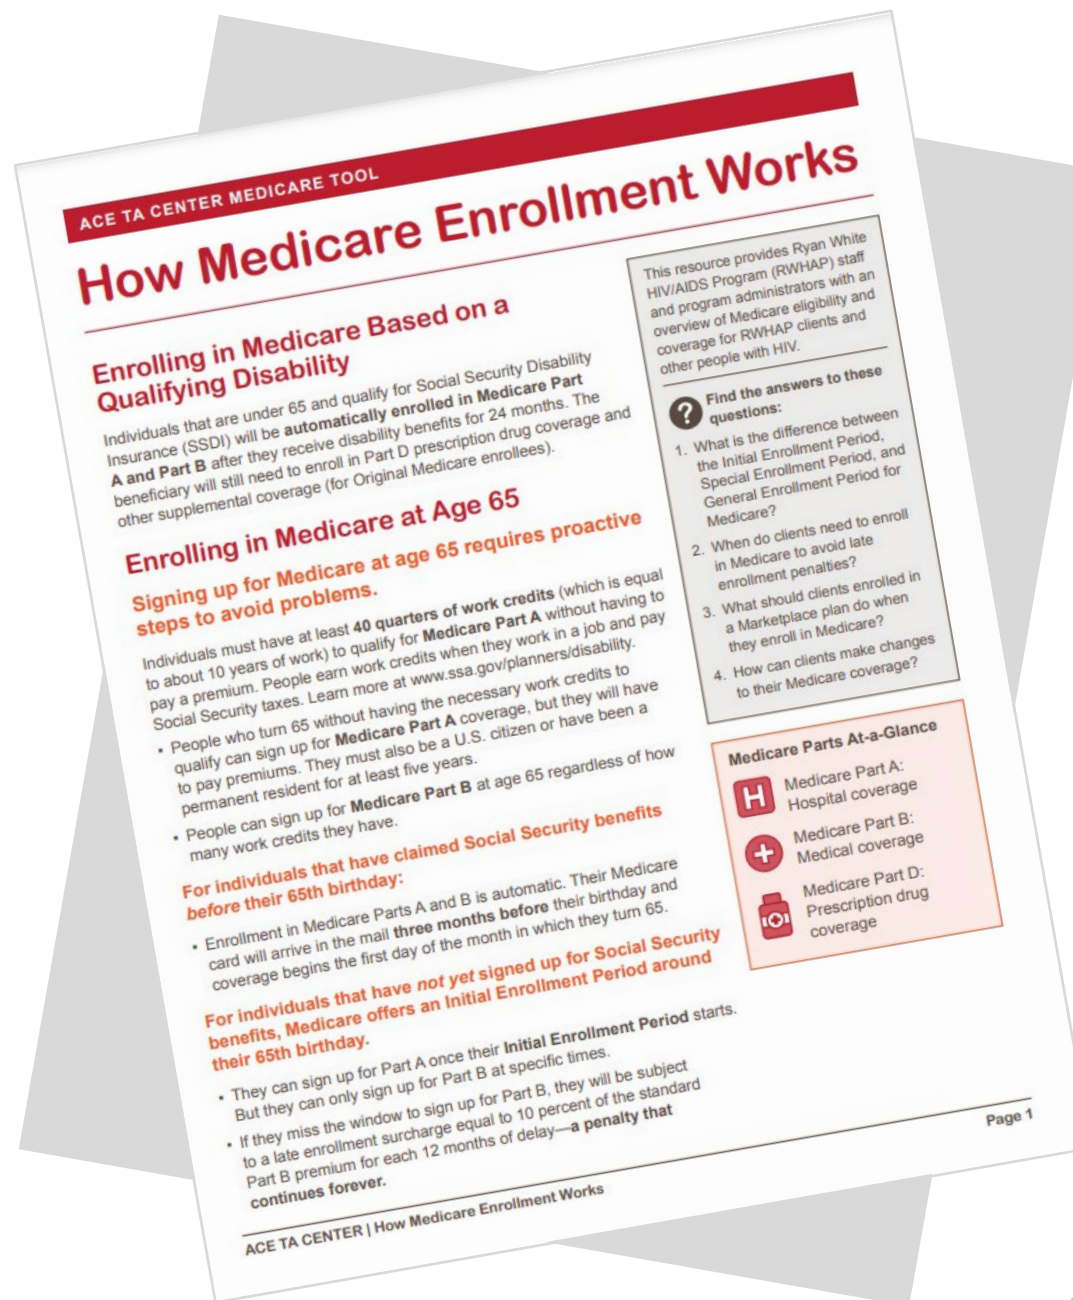 ACE TA CENTER MEDICARE TOOL
How Medicare Enrollment Works
Enrolling in Medicare Based on a
Qualifying Disability
Individuals that are under 65 and qualify for Social Security Disability
Insurance (SSDI) will be automatically enrolled in Medicare Part
A and Part B after they receive disability benefits for 24 months. The
beneficiary will still need to enroll in Part D prescription drug coverage and
other supplemental coverage (for Original Medicare enrollees).
Enrolling in Medicare at Age 65
Signing up for Medicare at age 65 requires proactive
steps to avoid problems.
Individuals must have at least 40 quarters of work credits (which is equal
to about 10 years of work) to qualify for Medicare Part A without having to
pay a premium. People earn work credits when they work in a job and pay
Social Security taxes. Learn more at www.ssa.gov/planners/disability.
• People who turn 65 without having the necessary work credits to
qualify can sign up for Medicare Part A coverage, but they will have
to pay premiums. They must also be a U.S. citizen or have been a
permanent resident for at least five years.
• People can sign up for Medicare Part B at age 65 regardless of how
many work credits they have.
For individuals that have claimed Social Security benefits
before their 65th birthday:
• Enrollment in Medicare Parts A and B is automatic. Their Medicare
card will arrive in the mail three months before their birthday and
coverage begins the first day of the month in which they turn 65.
For individuals that have not yet signed up for Social Security
benefits, Medicare offers an Initial Enrollment Period around
their 65th birthday.
• They can sign up for Part A once their Initial Enrollment Period starts.
But they can only sign up for Part B at specific times.
• If they miss the window to sign up for Part B, they will be subject
to a late enrollment surcharge equal to 10 percent of the standard
Part B premium for each 12 months of delay—a penalty that
continues forever.
This resource provides Ryan White
HIV/AIDS Program (RWHAP) staff
and program administrators with an
overview of Medicare eligibility and
coverage for RWHAP clients and
other people with HIV.
? Find the answers to these
questions:
1. What is the difference between
the Initial Enrollment Period,
Special Enrollment Period, and
General Enrollment Period for
Medicare?
2. When do clients need to enroll
in Medicare to avoid late
enrollment penalties?
3. What should clients enrolled in
a Marketplace plan do when
they enroll in Medicare?
4. How can clients make changes
to their Medicare coverage?
Medicare Parts At-a-Glance
H Medicare Part A:
Hospital coverage
Medicare Part B:
Medical coverage
Medicare Part D:
Prescription drug
coverage
ACE TA CENTER | How Medicare Enrollment Works
Page 1